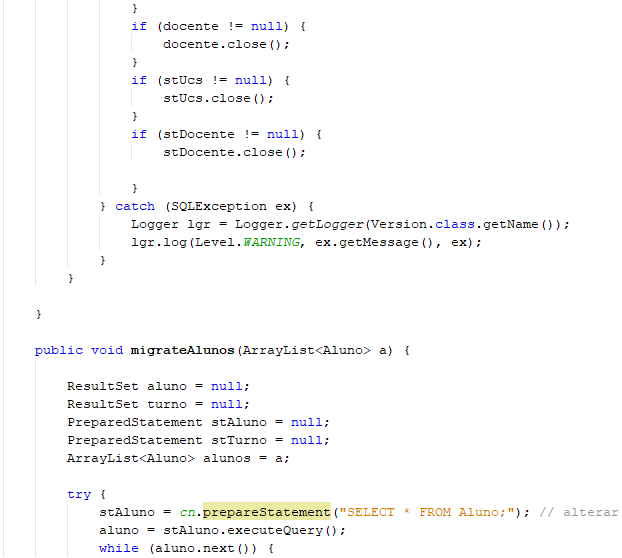 }
if (docente != null) {
docente.close();
}
if (stUcs != null) {
stUcs.close();
}
if (stDocente != null) {
stDocente.close();
}
} catch (SQLException ex) {
Logger lgr = Logger.getLogger(Version.class.getName());
lgr.log(Level.WARNING, ex.getMessage(), ex);
}
}
}
public void migrateAlunos(ArrayList<Aluno> a) {
ResultSet aluno = null;
ResultSet turno = null;
PreparedStatement stAluno = null;
PreparedStatement stTurno = null;
ArrayList<Aluno> alunos = a;
try {
stAluno = cn.prepareStatement("SELECT * FROM Aluno;"); // alterar
aluno = stAluno.executeQuery();
while (aluno.next()) {